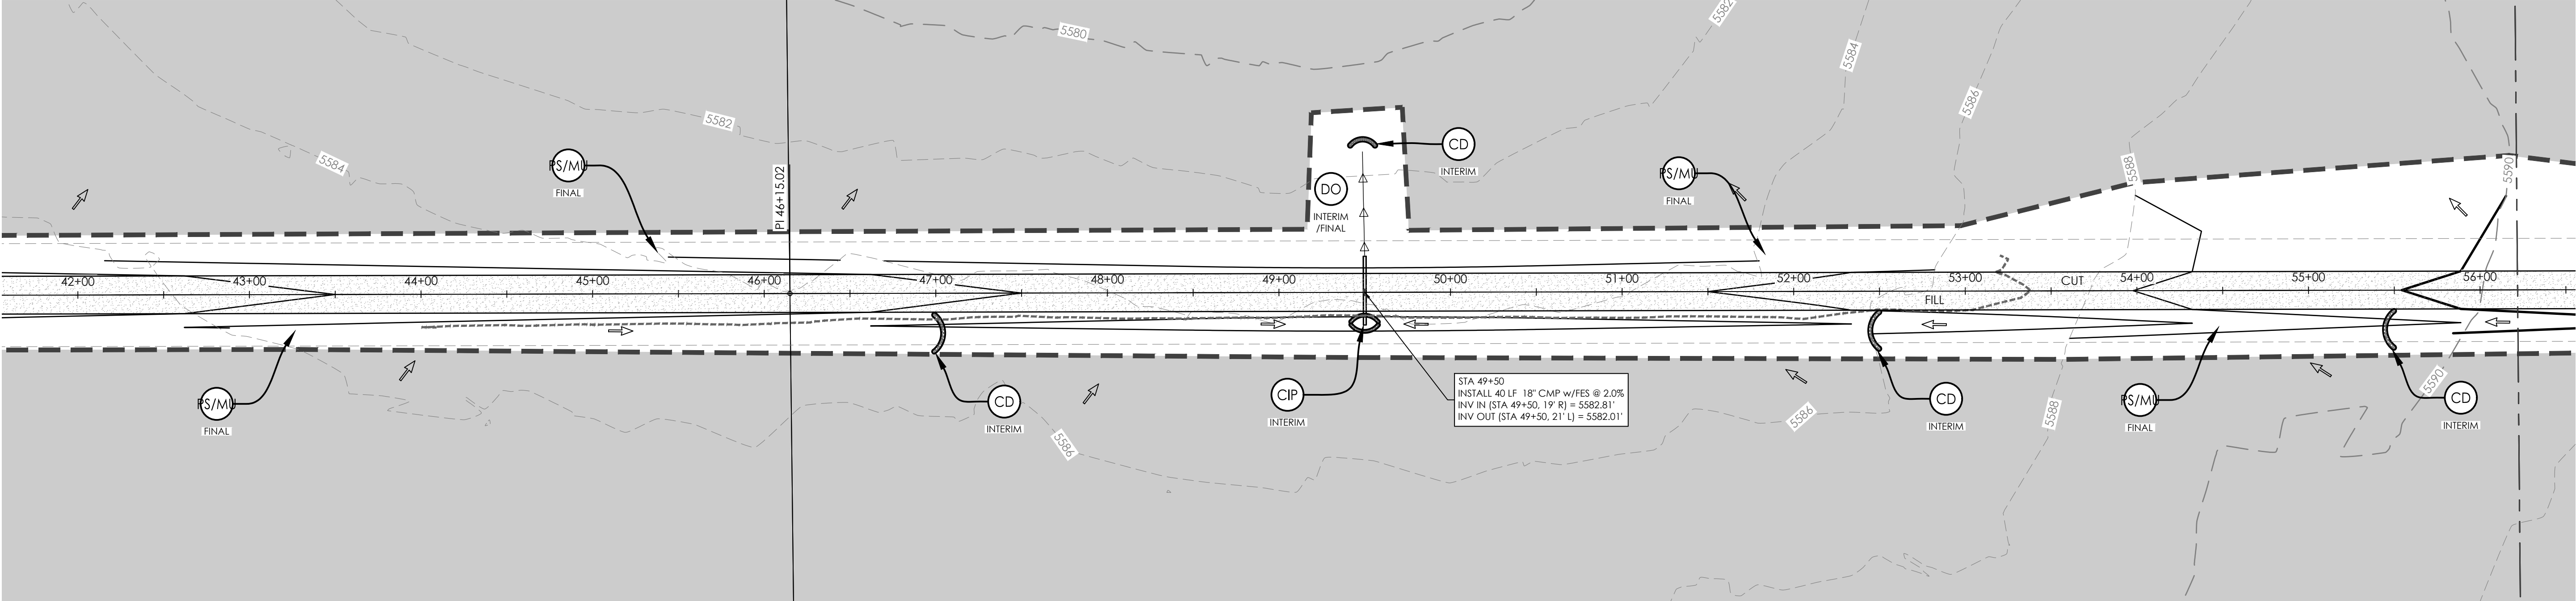 5580
5582
5584
5586
5582
5584
5588
5590
PS/MU
FINAL
PI 46+15.02
CD
INTERIM
DO
INTERIM
/FINAL
PS/MU
FINAL
42+00
43+00
44+00
45+00
46+00
47+00
48+00
49+00
50+00
51+00
52+00
53+00
54+00
55+00
56+00
CUT
FILL
PS/MU
FINAL
CD
INTERIM
CIP
INTERIM
STA 49+50
INSTALL 40 LF 18" CMP w/FES @ 2.0%
INV IN (STA 49+50, 19' R) = 5582.81'
INV OUT (STA 49+50, 21' L) = 5582.01'
CD
INTERIM
PS/MU
FINAL
CD
INTERIM
5586
5586
5588
5590